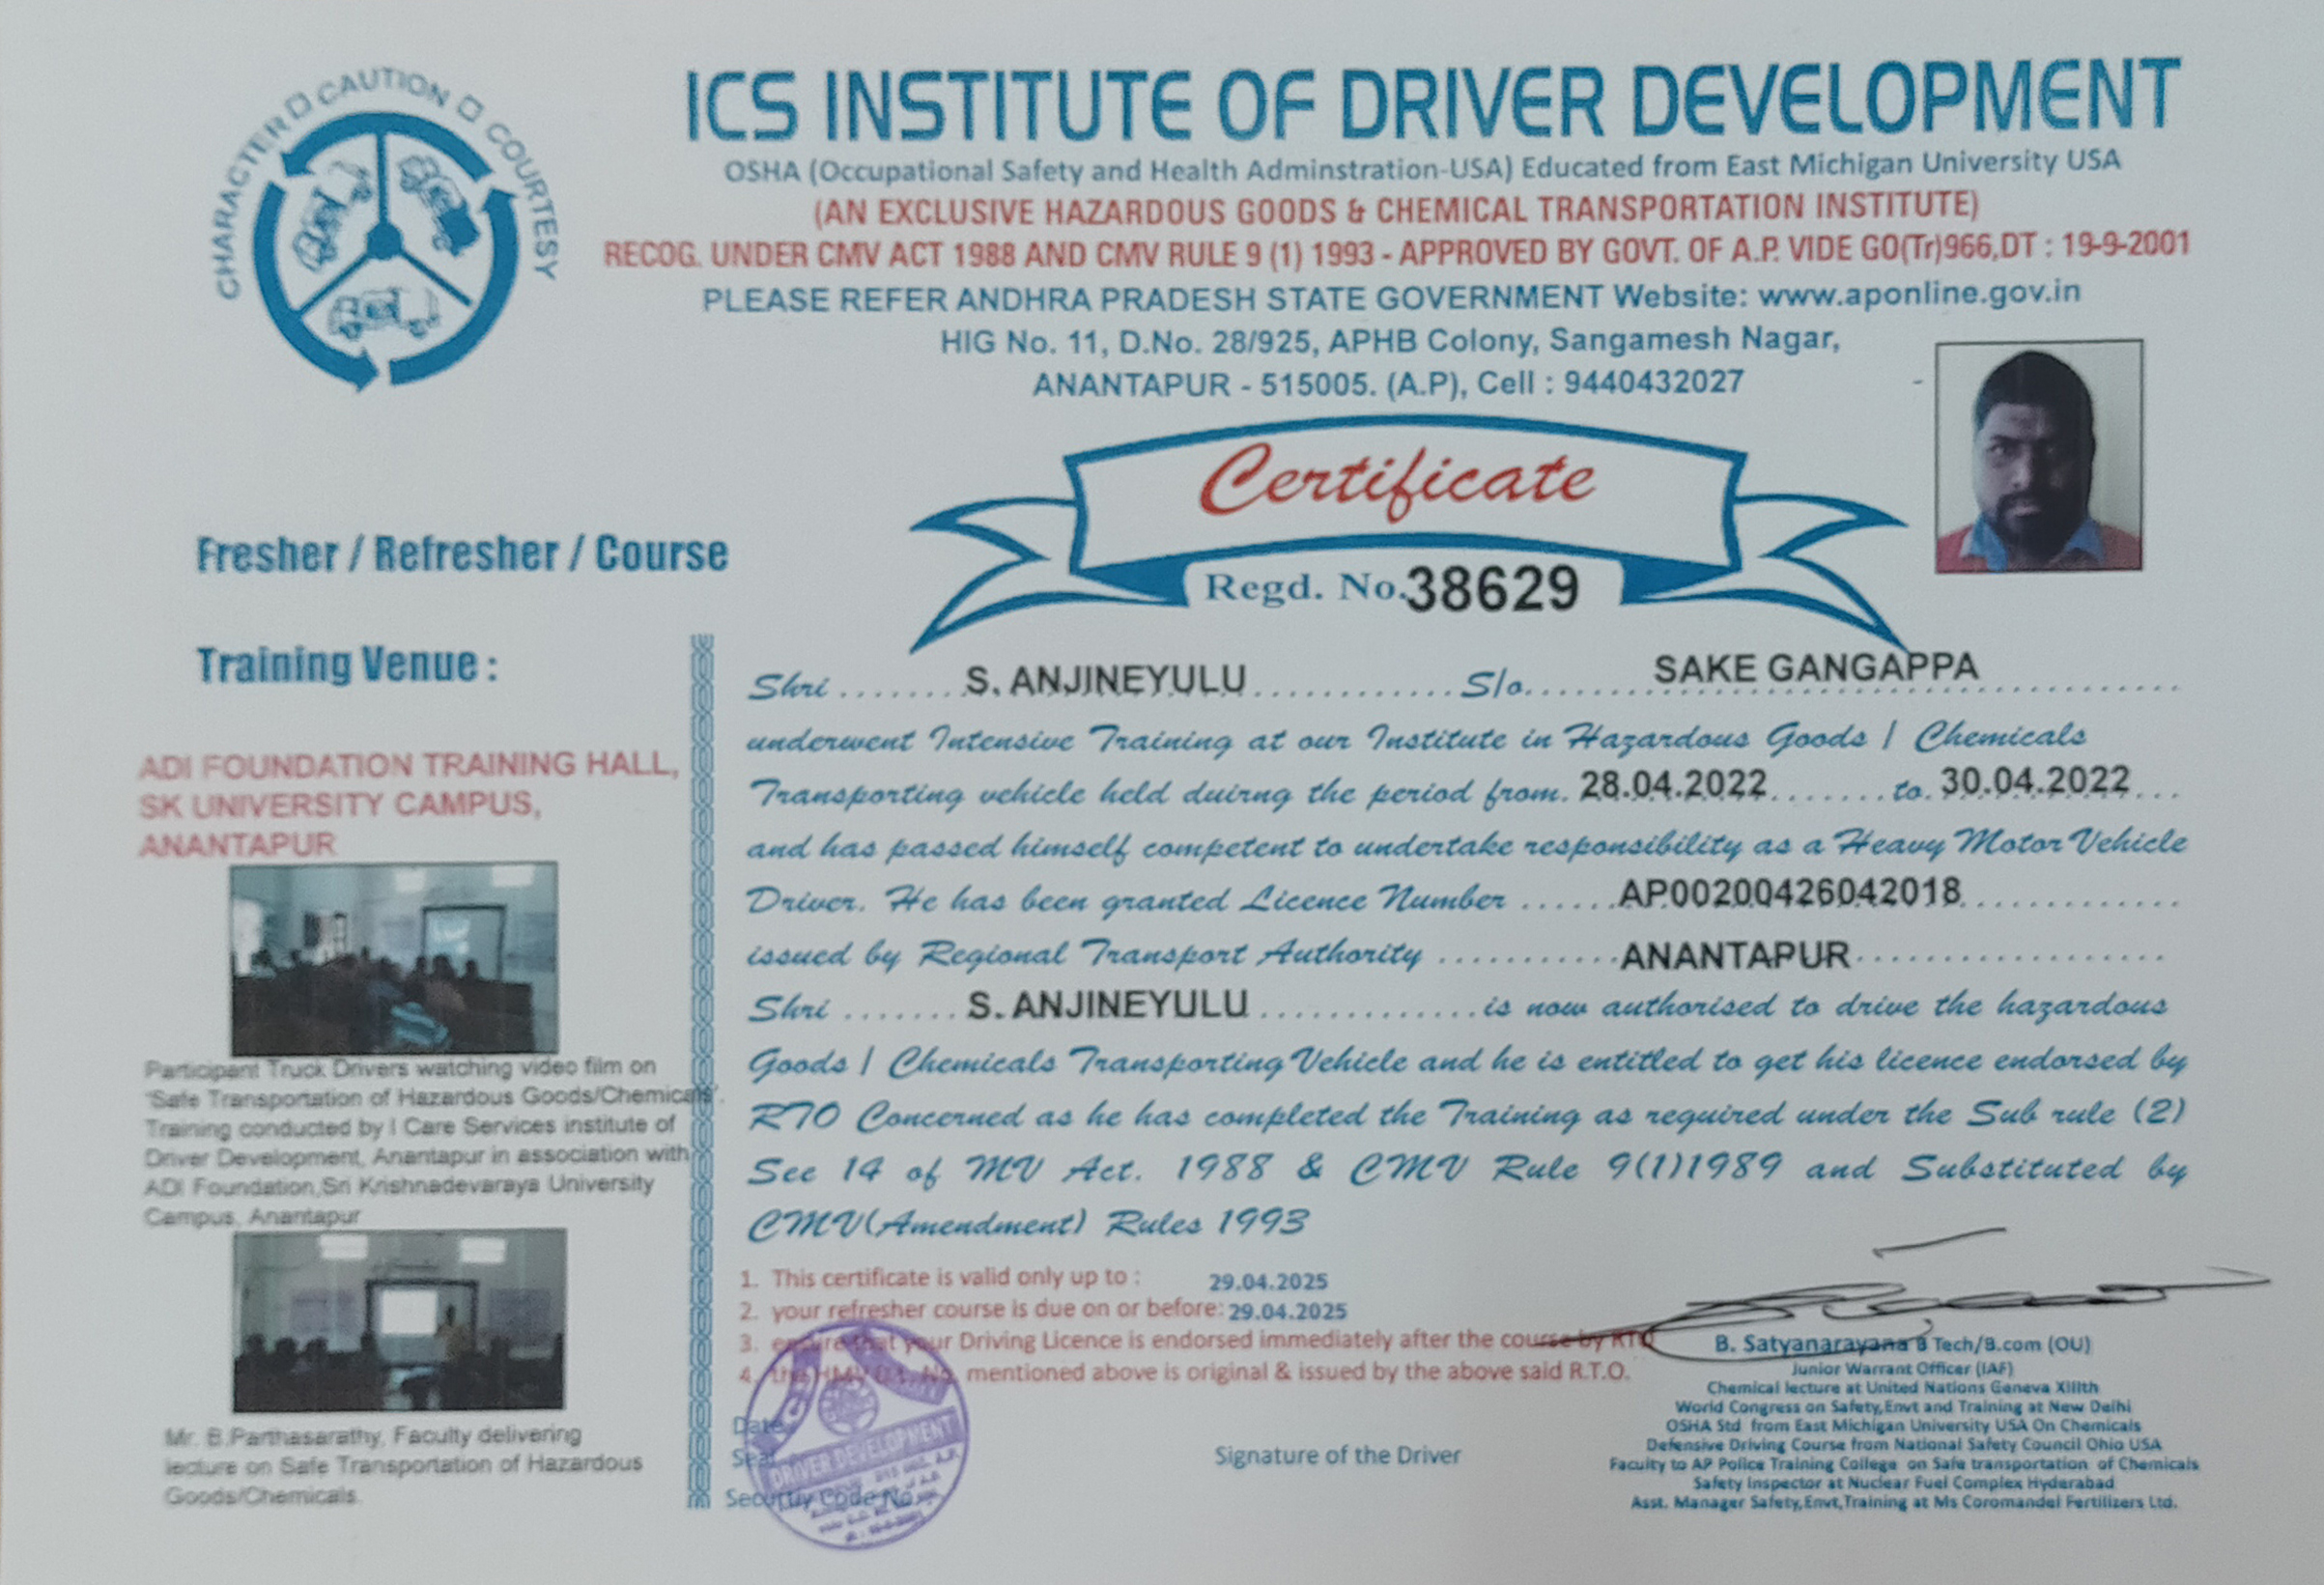 CHARACTER CAUTION COURTESY
ICS INSTITUTE OF DRIVER DEVELOPMENT
OSHA (Occupational Safety and Health Adminstration-USA) Educated from East Michigan University USA
(AN EXCLUSIVE HAZARDOUS GOODS & CHEMICAL TRANSPORTATION INSTITUTE)
RECOG. UNDER CMV ACT 1988 AND CMV RULE 9 (1) 1993 - APPROVED BY GOVT. OF A.P. VIDE GO(Tr)966,DT : 19-9-2001
PLEASE REFER ANDHRA PRADESH STATE GOVERNMENT Website: www.aponline.gov.in
HIG No. 11, D.No. 28/925, APHB Colony, Sangamesh Nagar,
ANANTAPUR - 515005. (A.P), Cell : 9440432027
Certificate
Regd. No. 38629
Fresher / Refresher / Course
Training Venue :
ADI FOUNDATION TRAINING HALL,
SK UNIVERSITY CAMPUS,
ANANTAPUR
Participant Truck Drivers watching video film on
"Safe Transportation of Hazardous Goods/Chemicals".
Training conducted by I Care Services institute of
Driver Development, Anantapur in association with
ADI Foundation,Sri Krishnadevaraya University
Campus, Anantapur
Mr. B.Parthasarathy, Faculty delivering
lecture on Safe Transportation of Hazardous
Goods/Chemicals.
Shri ........ S. ANJINEYULU ............. S/o. ........ SAKE GANGAPPA ............
underwent Intensive Training at our Institute in Hazardous Goods / Chemicals
Transporting vehicle held duirng the period from. 28.04.2022 ....... to. 30.04.2022 ...
and has passed himself competent to undertake responsibility as a Heavy Motor Vehicle
Driver. He has been granted Licence Number ...... AP00200426042018 .............
issued by Regional Transport Authority ........... ANANTAPUR ...................
Shri ....... S. ANJINEYULU ............. is now authorised to drive the hazardous
Goods / Chemicals Transporting Vehicle and he is entitled to get his licence endorsed by
RTO Concerned as he has completed the Training as required under the Sub rule (2)
See 14 of MV Act. 1988 & CMV Rule 9(1)1989 and Substituted by
CMV(Amendment) Rules 1993
1. This certificate is valid only up to : 29.04.2025
2. your refresher course is due on or before: 29.04.2025
3. ensure that your Driving Licence is endorsed immediately after the course by RTO
4. the HMV D.L. No. mentioned above is original & issued by the above said R.T.O.
Date
Seal
Security Code No.
DRIVER DEVELOPMENT
Signature of the Driver
B. Satyanarayana B Tech/B.com (OU)
Junior Warrant Officer (IAF)
Chemical lecture at United Nations Geneva XIIIth
World Congress on Safety,Envt and Training at New Delhi
OSHA Std from East Michigan University USA On Chemicals
Defensive Driving Course from National Safety Council Ohio USA
Faculty to AP Police Training College on Safe transportation of Chemicals
Safety Inspector at Nuclear Fuel Complex Hyderabad
Asst. Manager Safety,Envt,Training at Ms Coromandel Fertilizers Ltd.